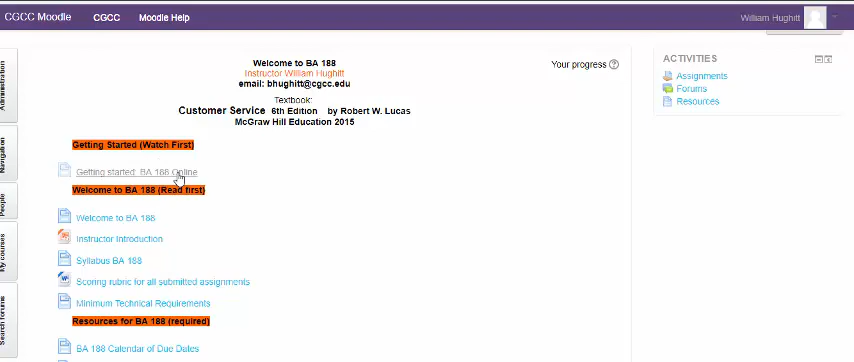 CGCC Moodle CGCC Moodle Help William Hughitt
Administration
Navigation
People
My courses
Search forums
Welcome to BA 188
Instructor William Hughitt
email: bhughitt@cgcc.edu
Textbook:
Customer Service 6th Edition by Robert W. Lucas
McGraw Hill Education 2015
Your progress
Getting Started (Watch First)
Getting started: BA 188 Online
Welcome to BA 188 (Read first)
Welcome to BA 188
Instructor Introduction
Syllabus BA 188
Scoring rubric for all submitted assignments
Minimum Technical Requirements
Resources for BA 188 (required)
BA 188 Calendar of Due Dates
ACTIVITIES
Assignments
Forums
Resources